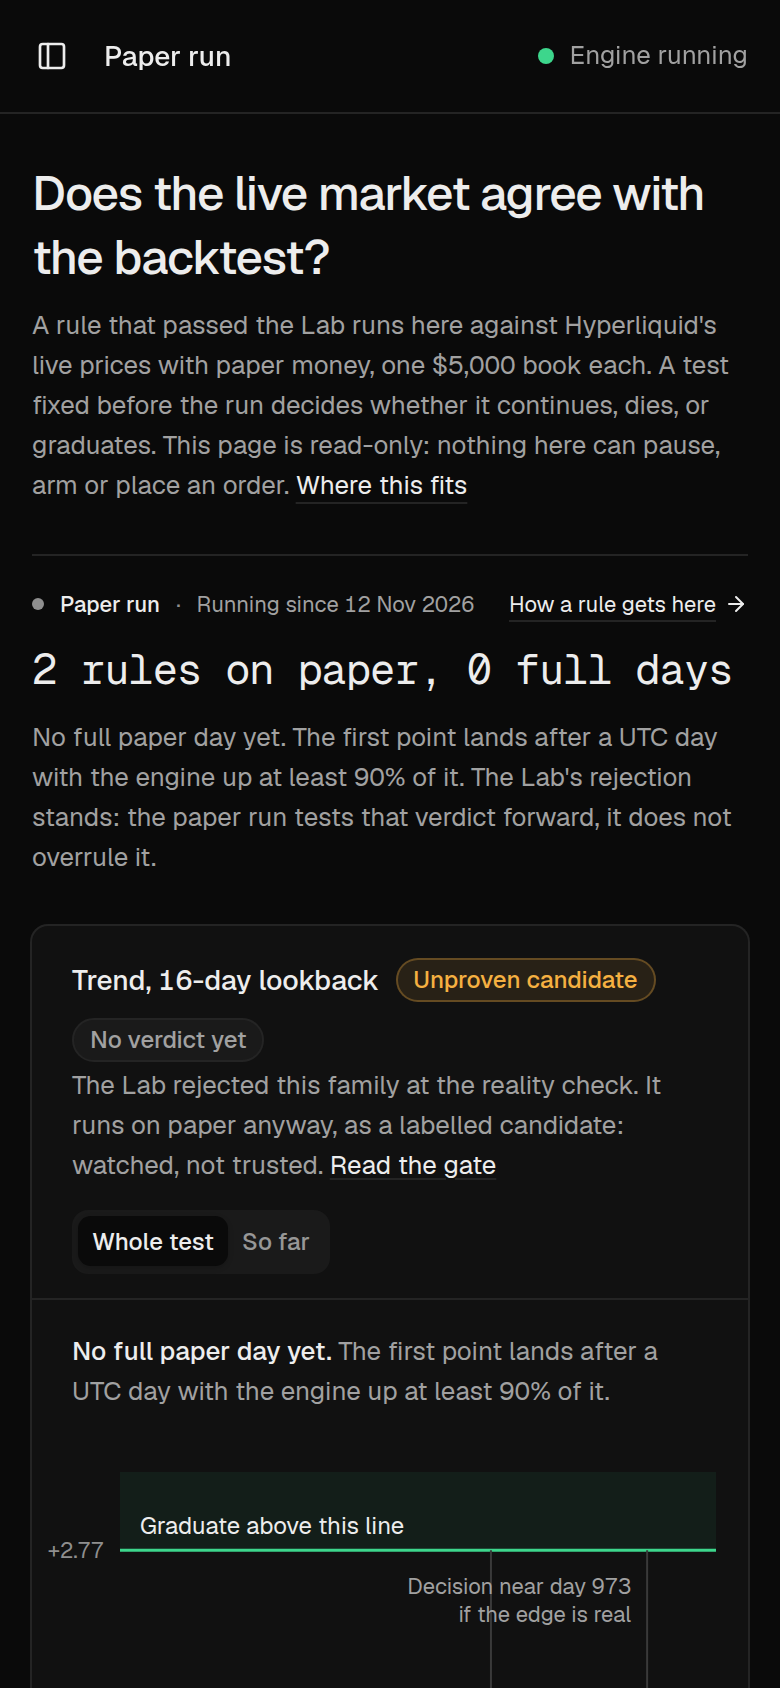 Paper run
Engine running
Does the live market agree with
the backtest?
A rule that passed the Lab runs here against Hyperliquid's
live prices with paper money, one $5,000 book each. A test
fixed before the run decides whether it continues, dies, or
graduates. This page is read-only: nothing here can pause,
arm or place an order. Where this fits
Paper run · Running since 12 Nov 2026
How a rule gets here →
2 rules on paper, 0 full days
No full paper day yet. The first point lands after a UTC day
with the engine up at least 90% of it. The Lab's rejection
stands: the paper run tests that verdict forward, it does not
overrule it.
Trend, 16-day lookback
Unproven candidate
No verdict yet
The Lab rejected this family at the reality check. It
runs on paper anyway, as a labelled candidate:
watched, not trusted. Read the gate
Whole test
So far
No full paper day yet. The first point lands after a
UTC day with the engine up at least 90% of it.
Graduate above this line
+2.77
Decision near day 973
if the edge is real